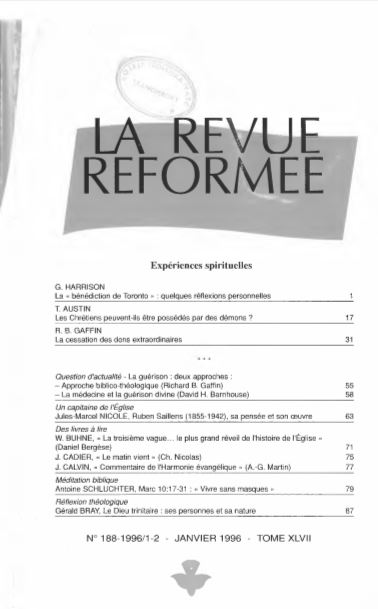 LA REVUE
REFORMEE
Expériences spirituelles
G. HARRISON
La « bénédiction de Toronto » : quelques réflexions personnelles 1
T. AUSTIN
Les Chrétiens peuvent-ils être possédés par des démons ? 17
R. B. GAFFIN
La cessation des dons extraordinaires 31
* * *
Question d'actualité - La guérison : deux approches :
– Approche biblico-théologique (Richard B. Gaffin) 55
– La médecine et la guérison divine (David H. Barnhouse) 58
Un capitaine de l'Église
Jules-Marcel NICOLE, Ruben Saillens (1855-1942), sa pensée et son œuvre 63
Des livres à lire
W. BUHNE, « La troisième vague... le plus grand réveil de l'histoire de l'Église »
(Daniel Bergèse) 71
J. CADIER, « Le matin vient » (Ch. Nicolas) 75
J. CALVIN, « Commentaire de l'Harmonie évangélique » (A.-G. Martin) 77
Méditation biblique
Antoine SCHLUCHTER, Marc 10:17-31 : « Vivre sans masques » 79
Réflexion théologique
Gérald BRAY, Le Dieu trinitaire : ses personnes et sa nature 87
N° 188-1996/1-2 - JANVIER 1996 - TOME XLVII